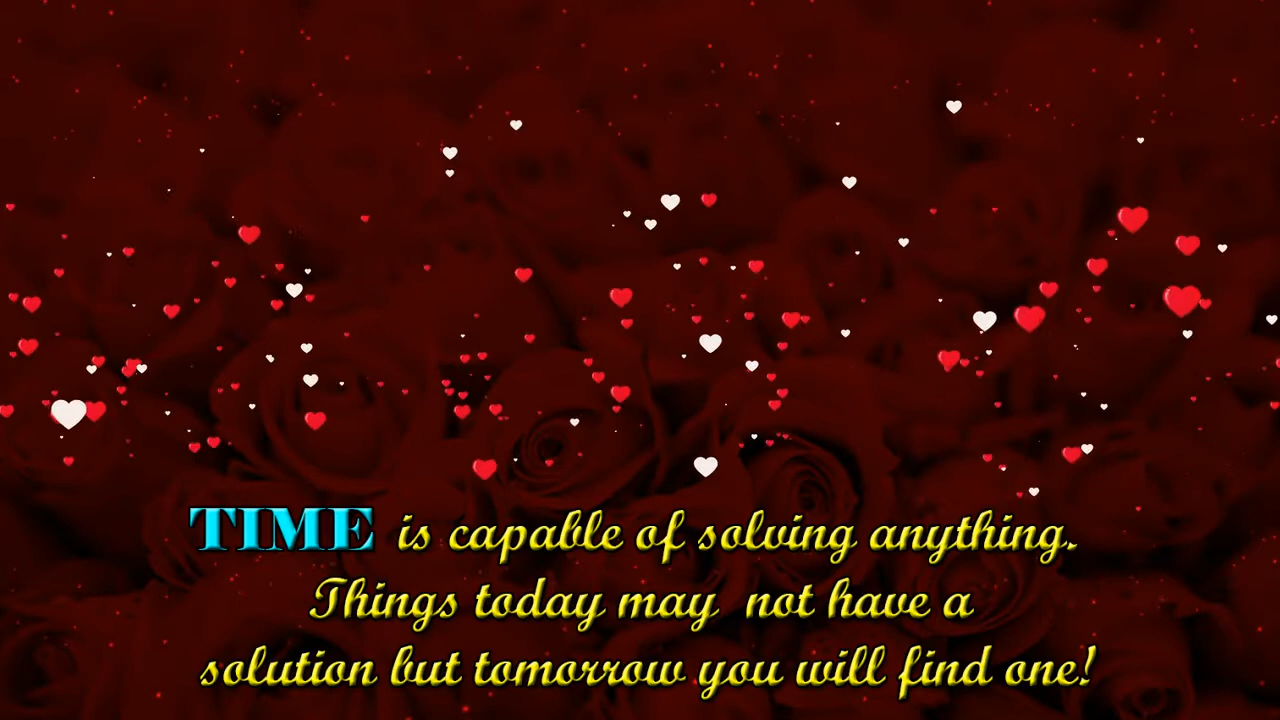 TIME is capable of solving anything.
Things today may not have a
solution but tomorrow you will find one!